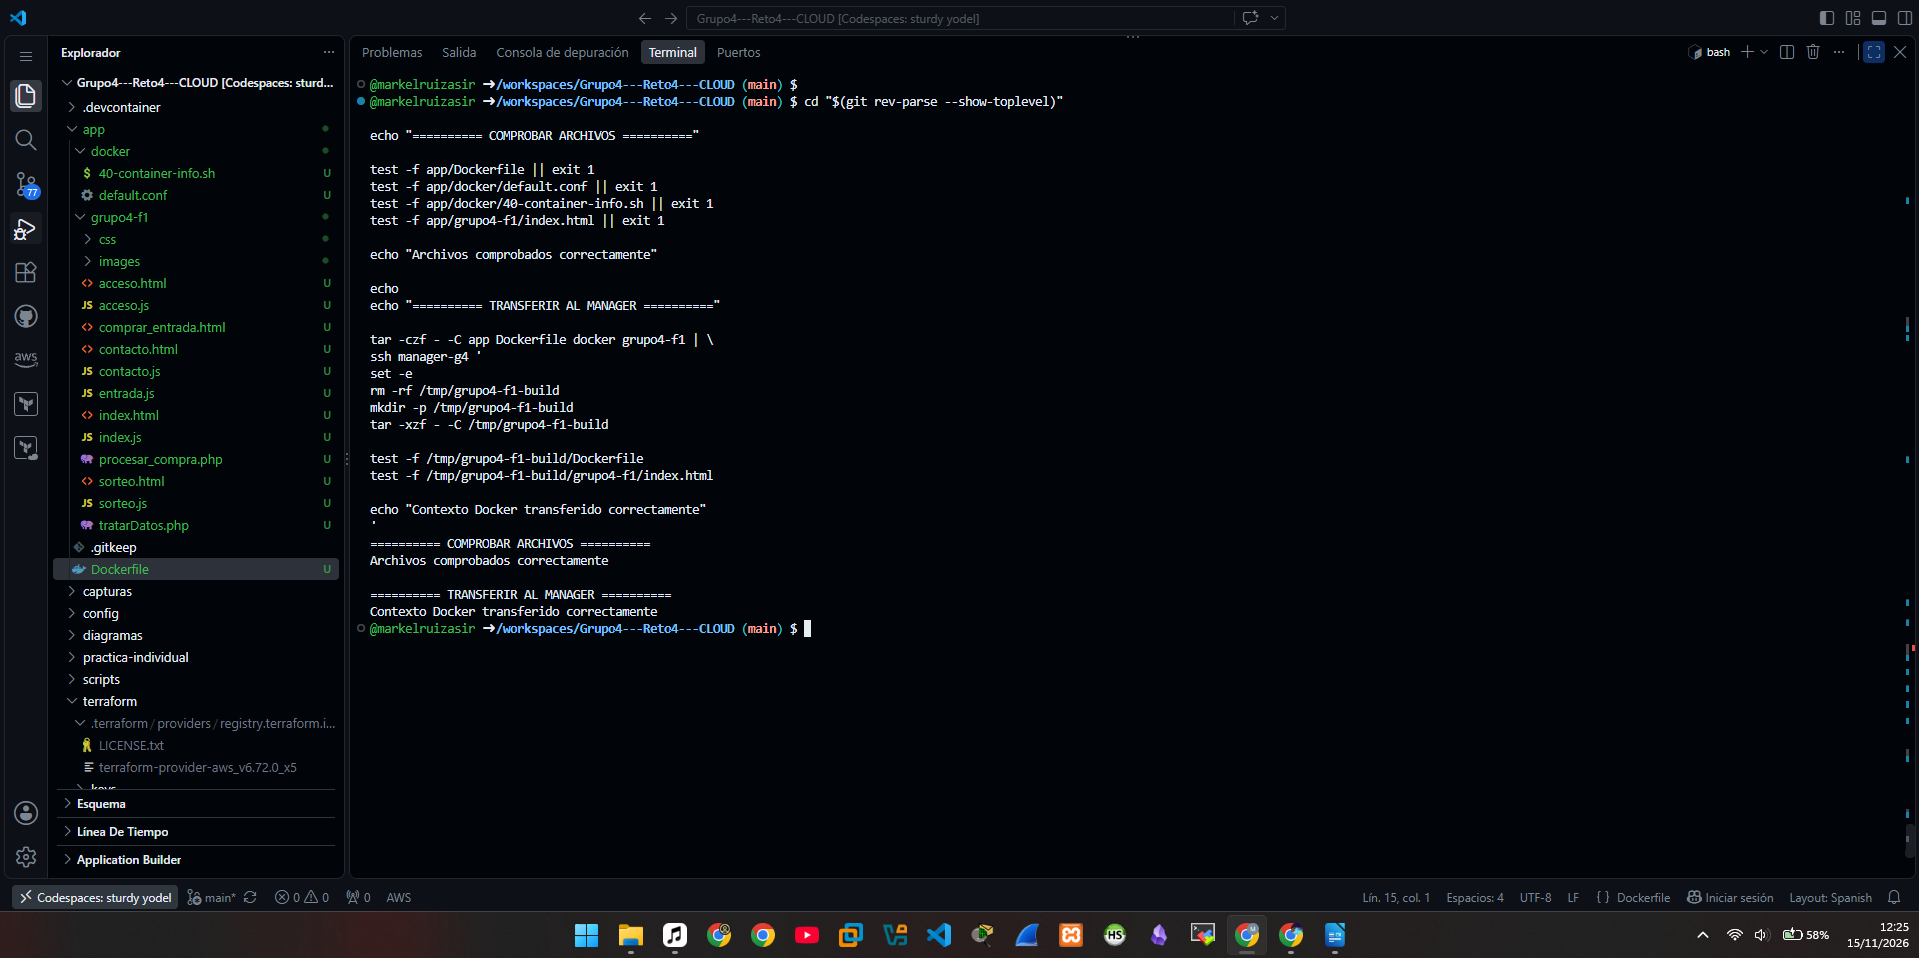 Grupo4---Reto4---CLOUD [Codespaces: sturdy yodel]
Explorador
Grupo4---Reto4---CLOUD [Codespaces: sturd...
.devcontainer
app
docker
40-container-info.sh U
default.conf U
grupo4-f1
css
images
acceso.html U
JS acceso.js U
comprar_entrada.html U
contacto.html U
JS contacto.js U
JS entrada.js U
index.html U
JS index.js U
procesar_compra.php U
sorteo.html U
JS sorteo.js U
tratarDatos.php U
.gitkeep
Dockerfile U
capturas
config
diagramas
practica-individual
scripts
terraform
.terraform / providers / registry.terraform.i...
LICENSE.txt
terraform-provider-aws_v6.72.0_x5
keys
Esquema
Línea De Tiempo
Application Builder
77
aws
Problemas Salida Consola de depuración Terminal Puertos
bash
@markelruizasir ➜/workspaces/Grupo4---Reto4---CLOUD (main) $
@markelruizasir ➜/workspaces/Grupo4---Reto4---CLOUD (main) $ cd "$(git rev-parse --show-toplevel)"
echo "========== COMPROBAR ARCHIVOS =========="
test -f app/Dockerfile || exit 1
test -f app/docker/default.conf || exit 1
test -f app/docker/40-container-info.sh || exit 1
test -f app/grupo4-f1/index.html || exit 1
echo "Archivos comprobados correctamente"
echo
echo "========== TRANSFERIR AL MANAGER =========="
tar -czf - -C app Dockerfile docker grupo4-f1 | \
ssh manager-g4 '
set -e
rm -rf /tmp/grupo4-f1-build
mkdir -p /tmp/grupo4-f1-build
tar -xzf - -C /tmp/grupo4-f1-build
test -f /tmp/grupo4-f1-build/Dockerfile
test -f /tmp/grupo4-f1-build/grupo4-f1/index.html
echo "Contexto Docker transferido correctamente"
'
========== COMPROBAR ARCHIVOS ==========
Archivos comprobados correctamente
========== TRANSFERIR AL MANAGER ==========
Contexto Docker transferido correctamente
@markelruizasir ➜/workspaces/Grupo4---Reto4---CLOUD (main) $
Codespaces: sturdy yodel main* 0 0 0 AWS
Lín. 15, col. 1 Espacios: 4 UTF-8 LF { } Dockerfile Iniciar sesión Layout: Spanish
HS
58%
12:25
15/11/2026